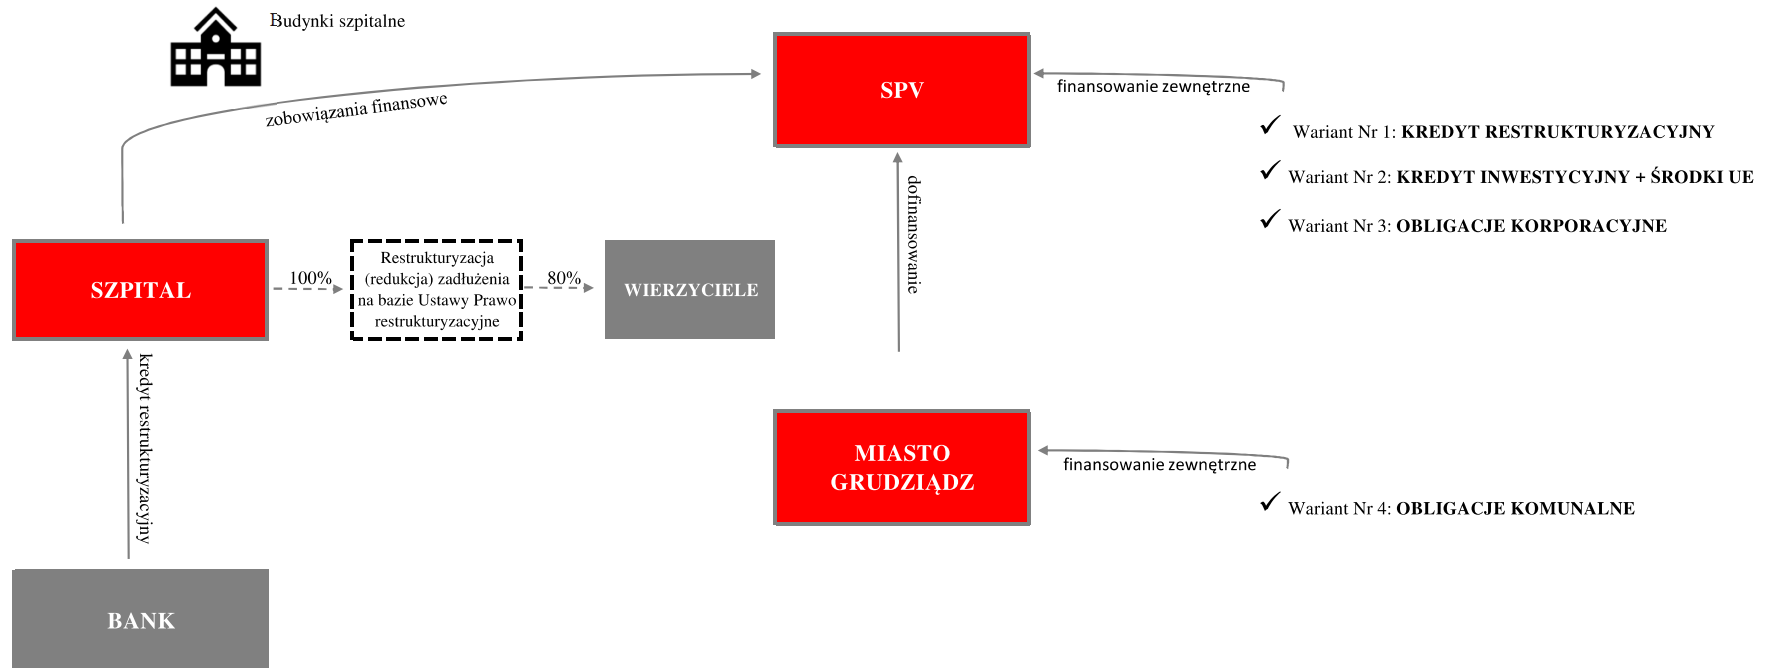 Budynki szpitalne
zobowiązania finansowe
SPV
finansowanie zewnętrzne
Wariant Nr 1: KREDYT RESTRUKTURYZACYJNY
Wariant Nr 2: KREDYT INWESTYCYJNY + ŚRODKI UE
Wariant Nr 3: OBLIGACJE KORPORACYJNE
dofinansowanie
SZPITAL
100%
Restrukturyzacja
(redukcja) zadłużenia
na bazie Ustawy Prawo
restrukturyzacyjne
80%
WIERZYCIELE
kredyt restrukturyzacyjny
MIASTO
GRUDZIĄDZ
finansowanie zewnętrzne
Wariant Nr 4: OBLIGACJE KOMUNALNE
BANK